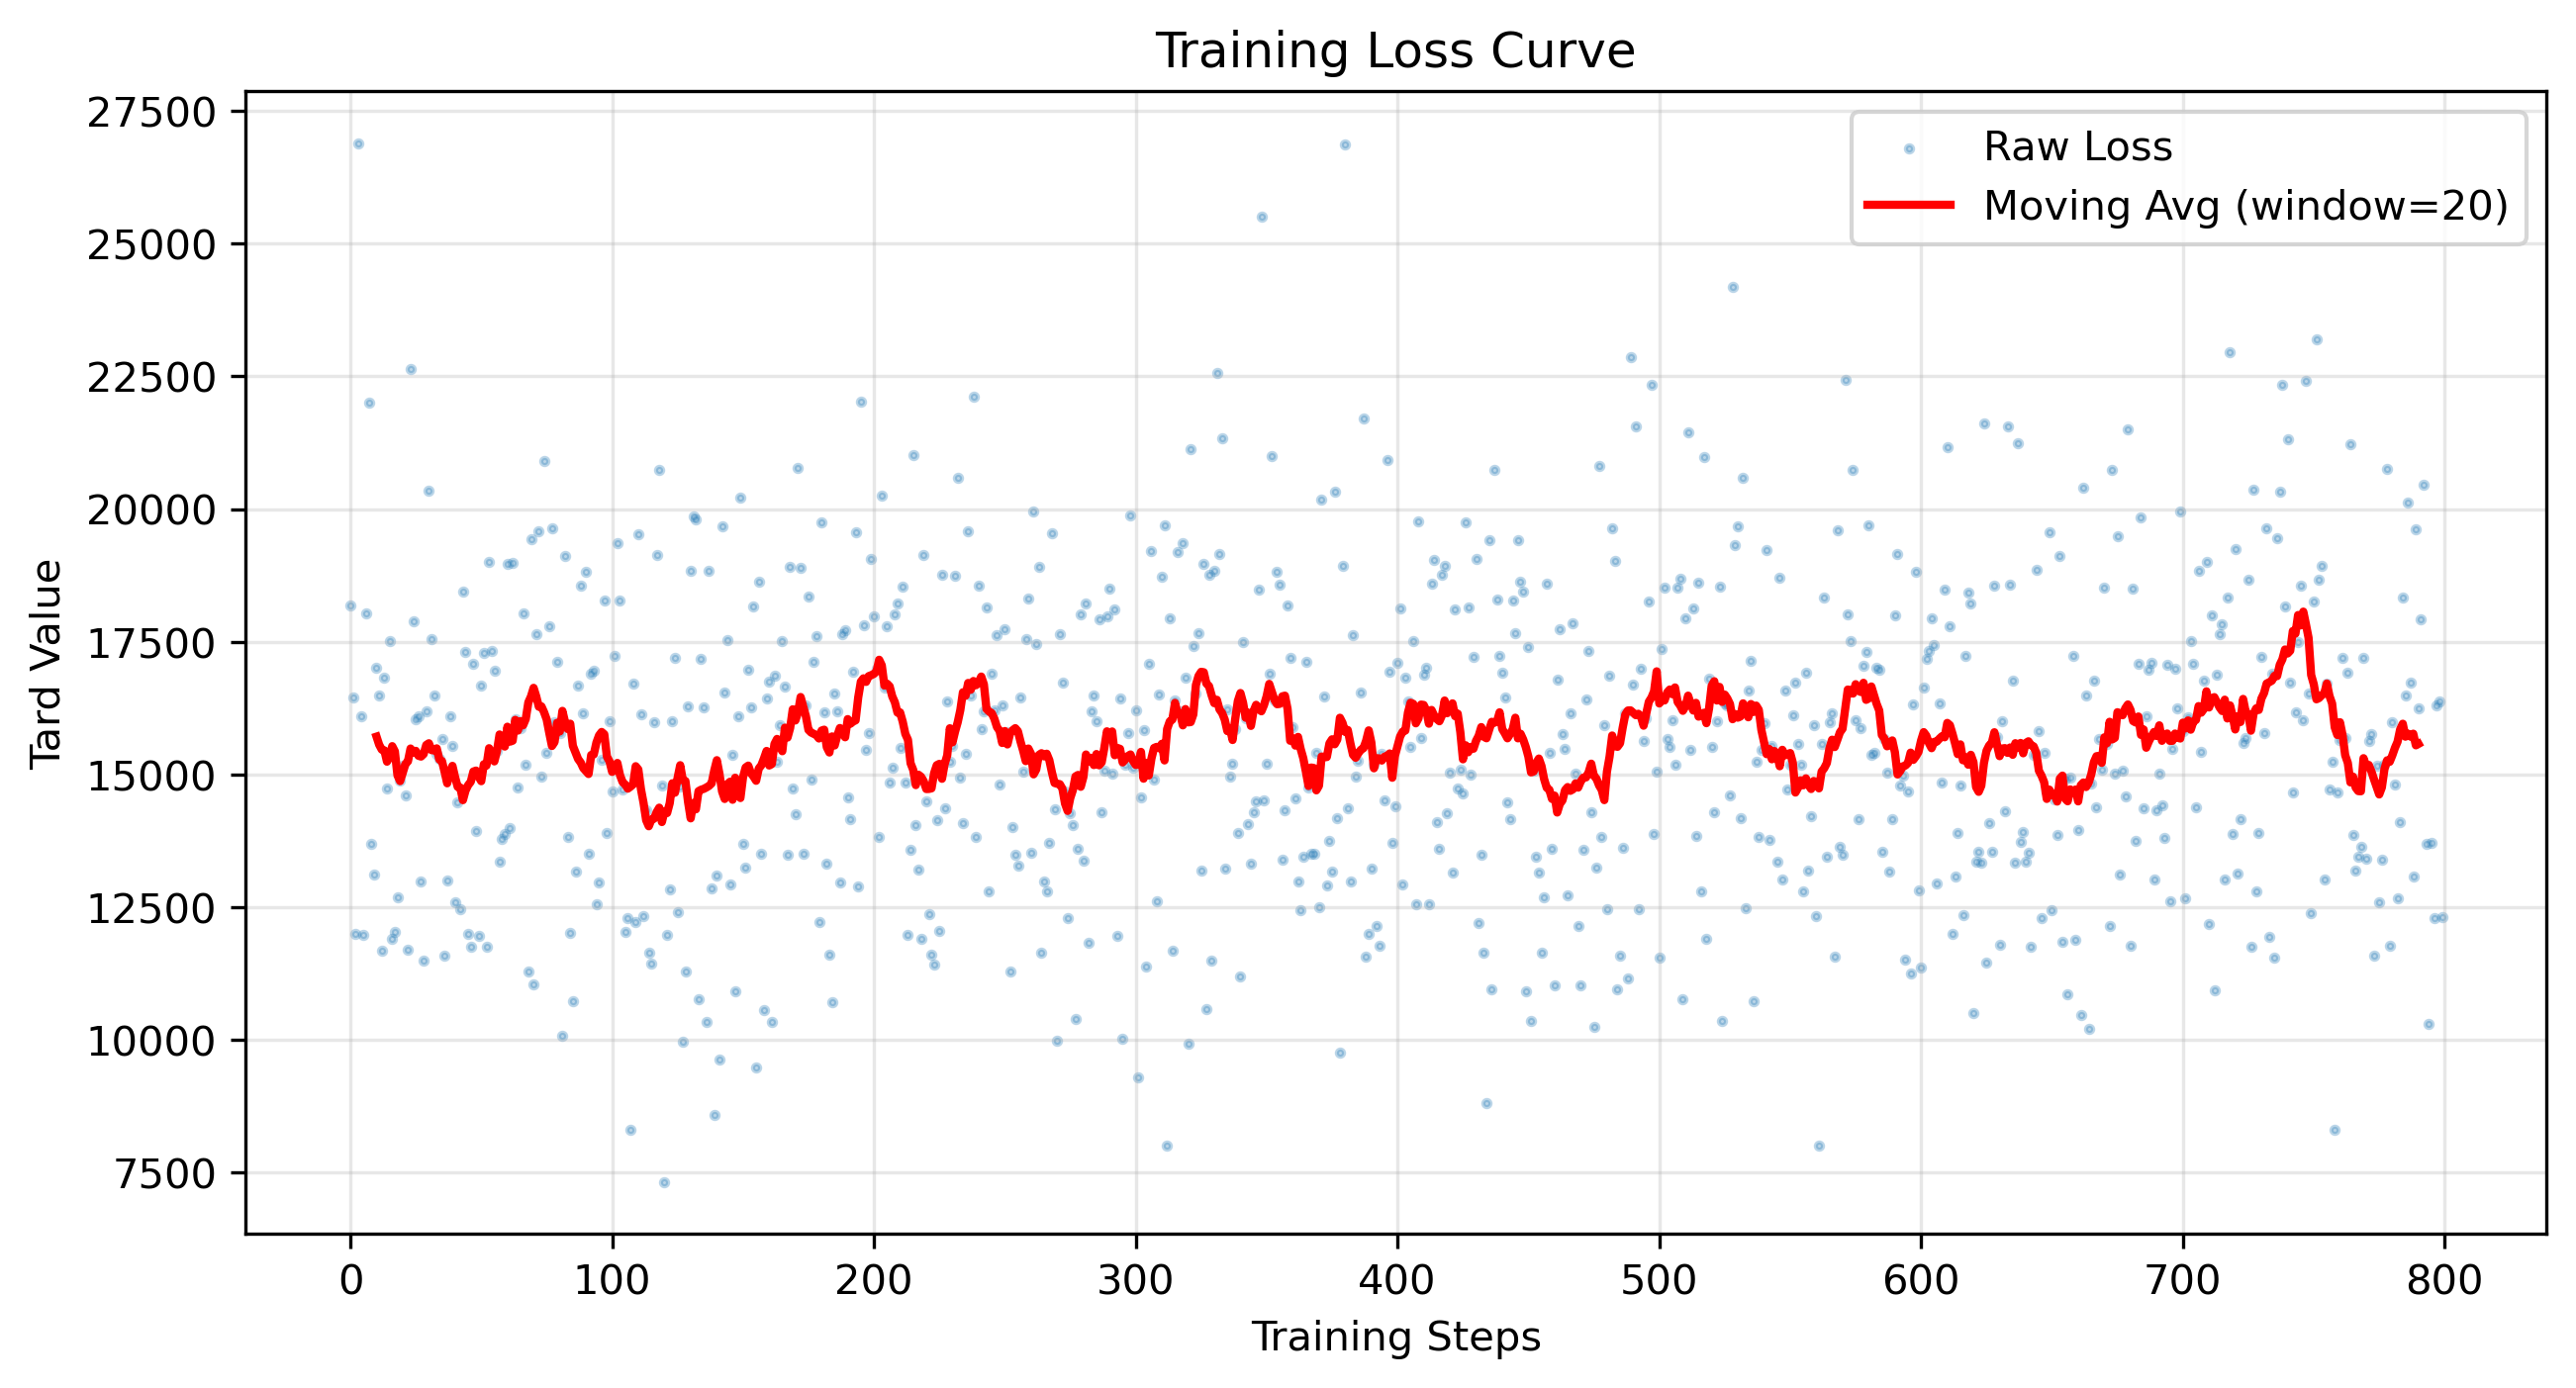 Training Loss Curve
Raw Loss
Moving Avg (window=20)
Tard Value
27500
25000
22500
20000
17500
15000
12500
10000
7500
0 100 200 300 400 500 600 700 800
Training Steps